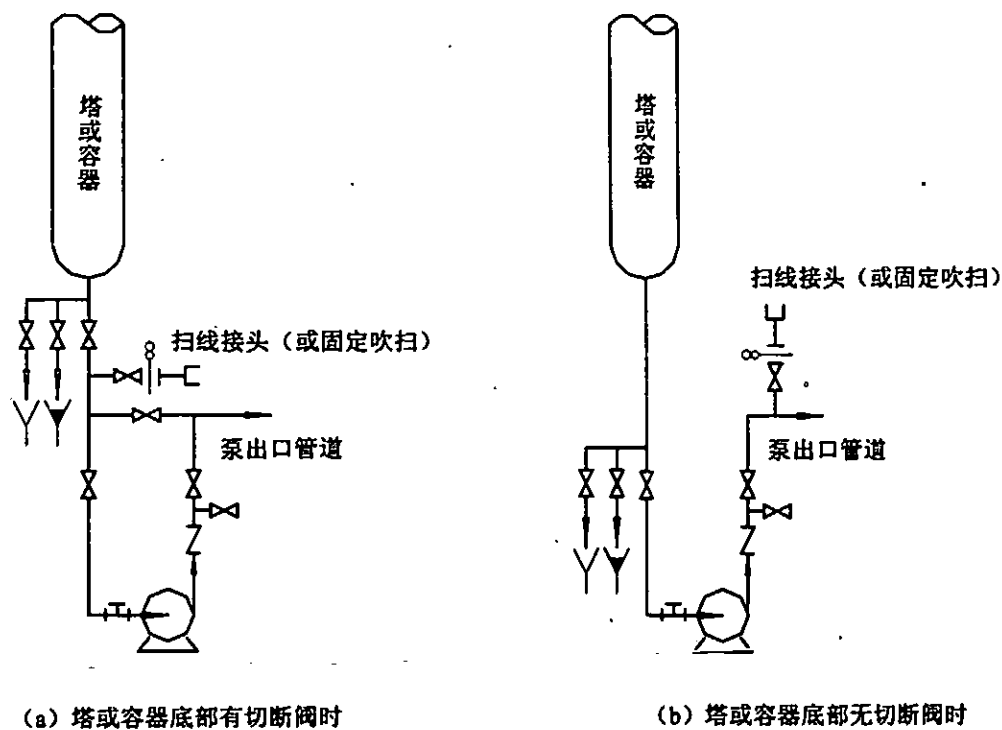 塔或容器
塔或容器
扫线接头（或固定吹扫）
扫线接头（或固定吹扫）
泵出口管道
泵出口管道
（a）塔或容器底部有切断阀时
（b）塔或容器底部无切断阀时